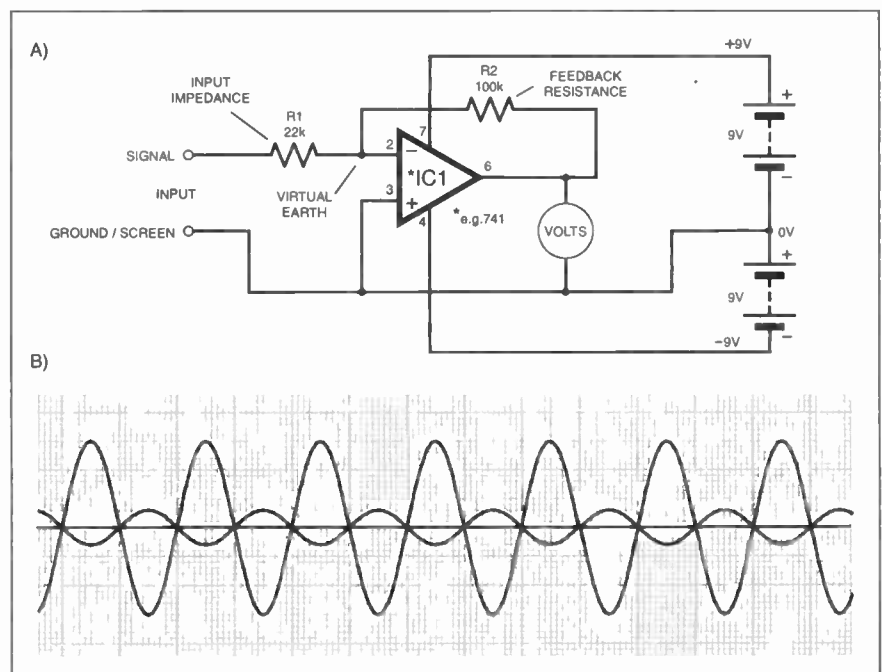 A)
+9V
R2
100k
FEEDBACK
RESISTANCE
INPUT
IMPEDANCE
R1
22k
7
+
9V
−
SIGNAL
2
−
*IC1
6
INPUT
VIRTUAL
EARTH
3
+
4
*e.g.741
VOLTS
GROUND / SCREEN
0V
+
9V
−
−9V
B)